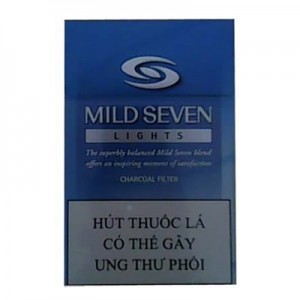 MILD SEVEN
LIGHTS
The superbly balanced Mild Seven blend
offers an inspiring moment of satisfaction
CHARCOAL FILTER
HÚT THUỐC LÁ
CÓ THỂ GÂY
UNG THƯ PHỔI